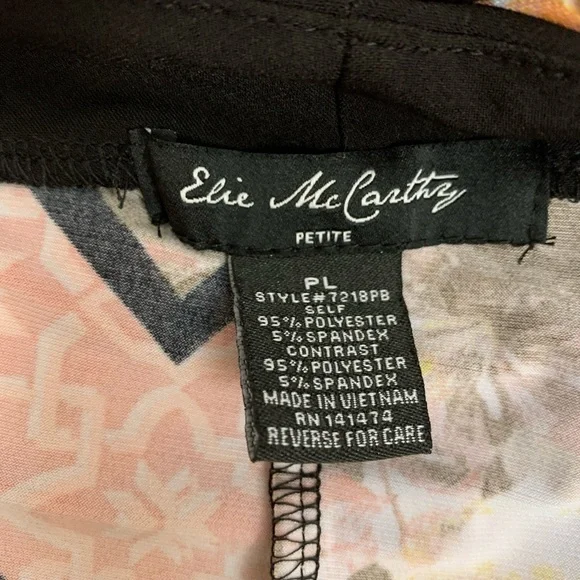 Elie McCarthy
PETITE
PL
STYLE#7218PB
SELF
95%POLYESTER
5%SPANDEX
CONTRAST
95%POLYESTER
5%SPANDEX
MADE IN VIETNAM
RN 141474
REVERSE FOR CARE